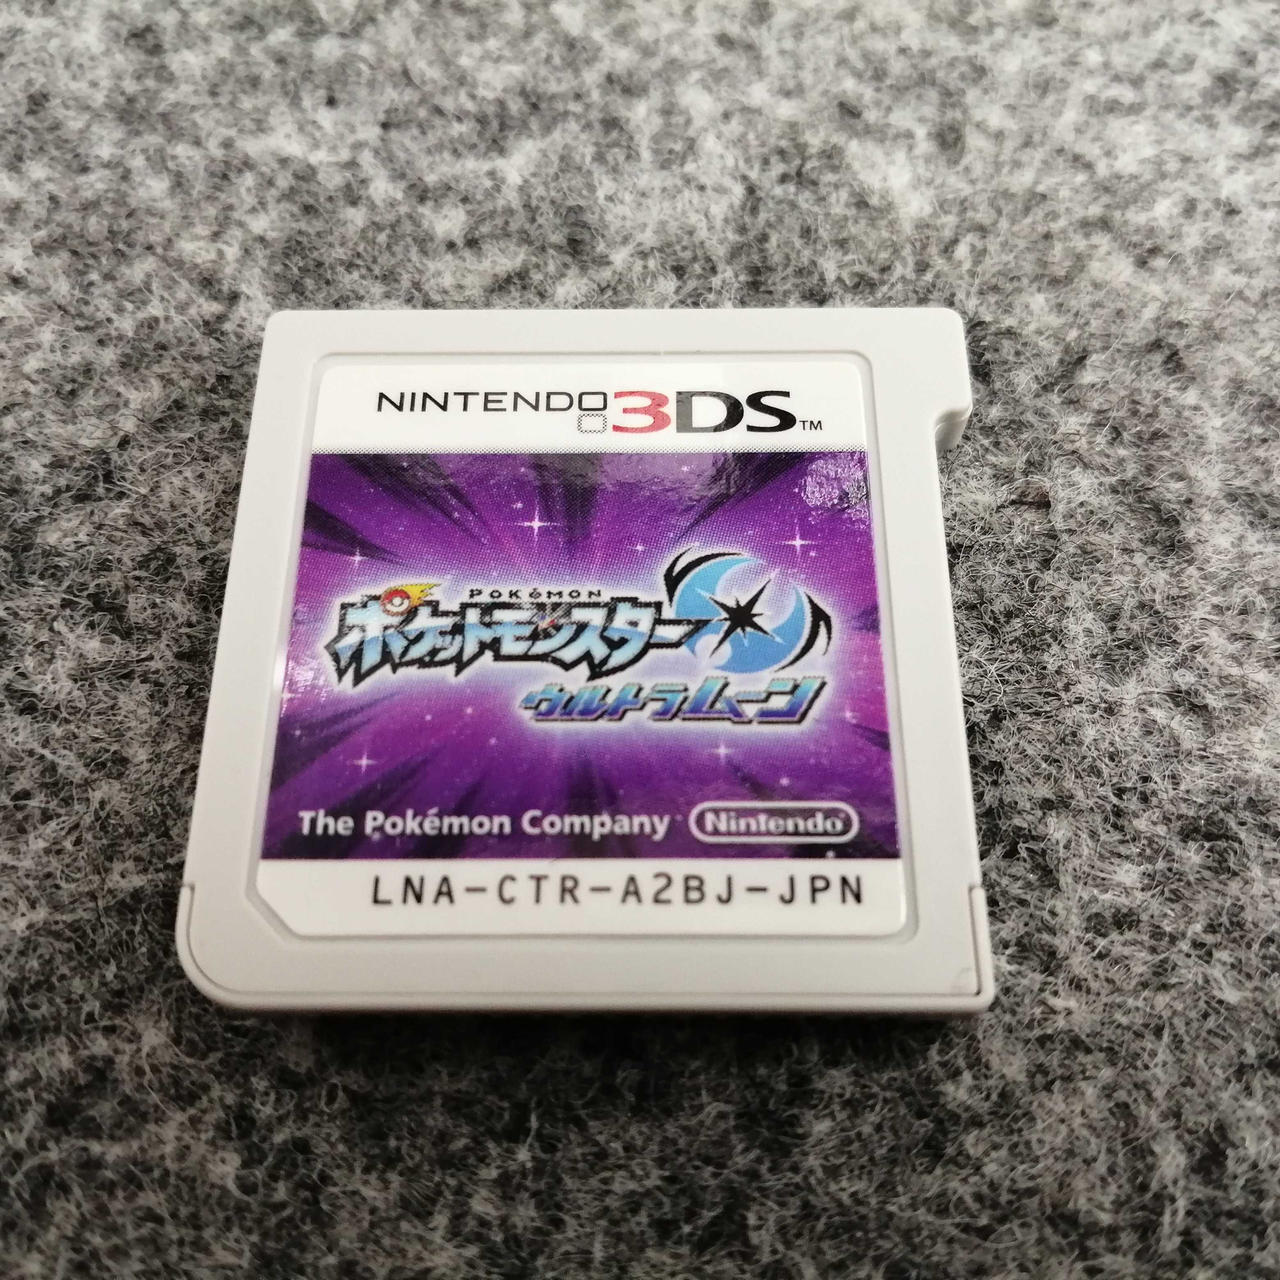 NINTENDO 3DS™
POKéMON
ポケットモンスター
ウルトラムーン
The Pokémon Company Nintendo®
LNA-CTR-A2BJ-JPN